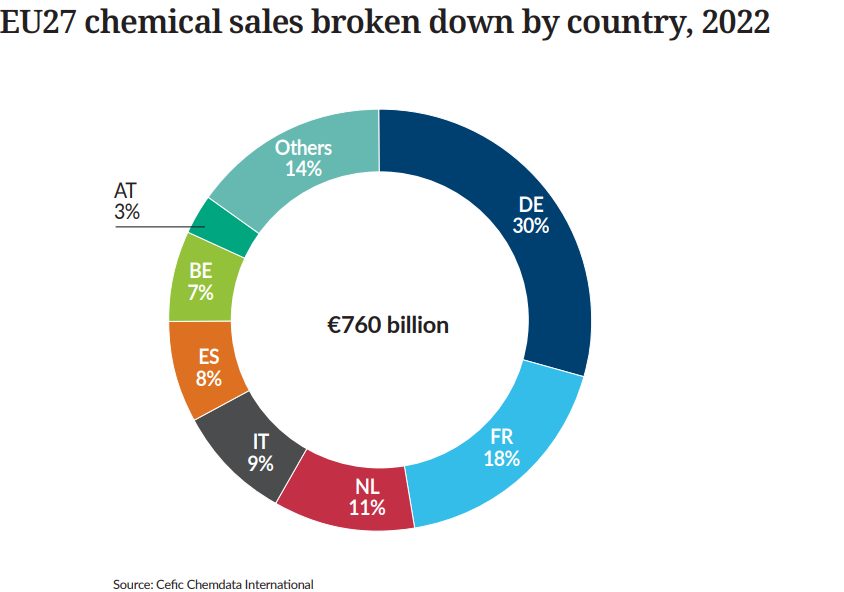 EU27 chemical sales broken down by country, 2022
Others
14%
DE
30%
AT
3%
BE
7%
€760 billion
ES
8%
FR
18%
IT
9%
NL
11%
Source: Cefic Chemdata International